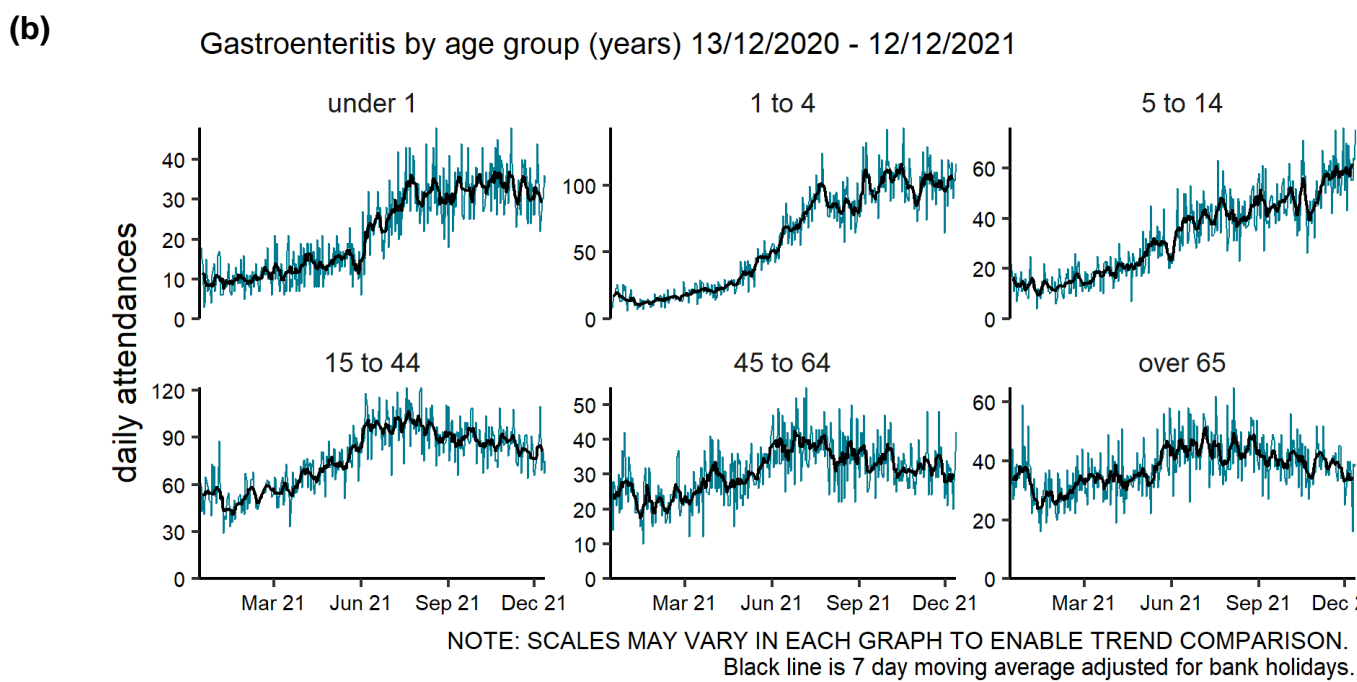 (b)
Gastroenteritis by age group (years) 13/12/2020 - 12/12/2021
under 1
1 to 4
5 to 14
40
30
20
10
0
100
50
0
60
40
20
0
daily attendances
15 to 44
45 to 64
over 65
120
90
60
30
0
50
40
30
20
10
0
60
40
20
0
Mar 21 Jun 21 Sep 21 Dec 21
Mar 21 Jun 21 Sep 21 Dec 21
Mar 21 Jun 21 Sep 21 Dec 2
NOTE: SCALES MAY VARY IN EACH GRAPH TO ENABLE TREND COMPARISON.
Black line is 7 day moving average adjusted for bank holidays.